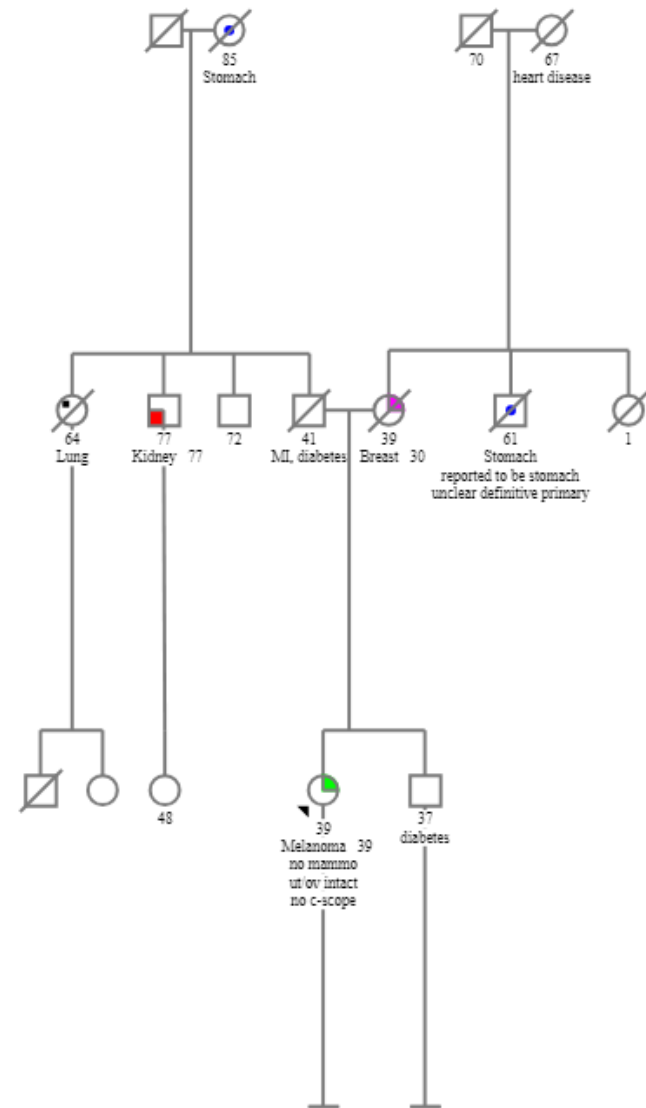 85
Stomach
70
67
heart disease
64
Lung
77
Kidney 77
72
41
MI, diabetes
39
Breast 30
61
Stomach
reported to be stomach
unclear definitive primary
1
48
39
Melanoma 39
no mammo
ut/ov intact
no c-scope
37
diabetes